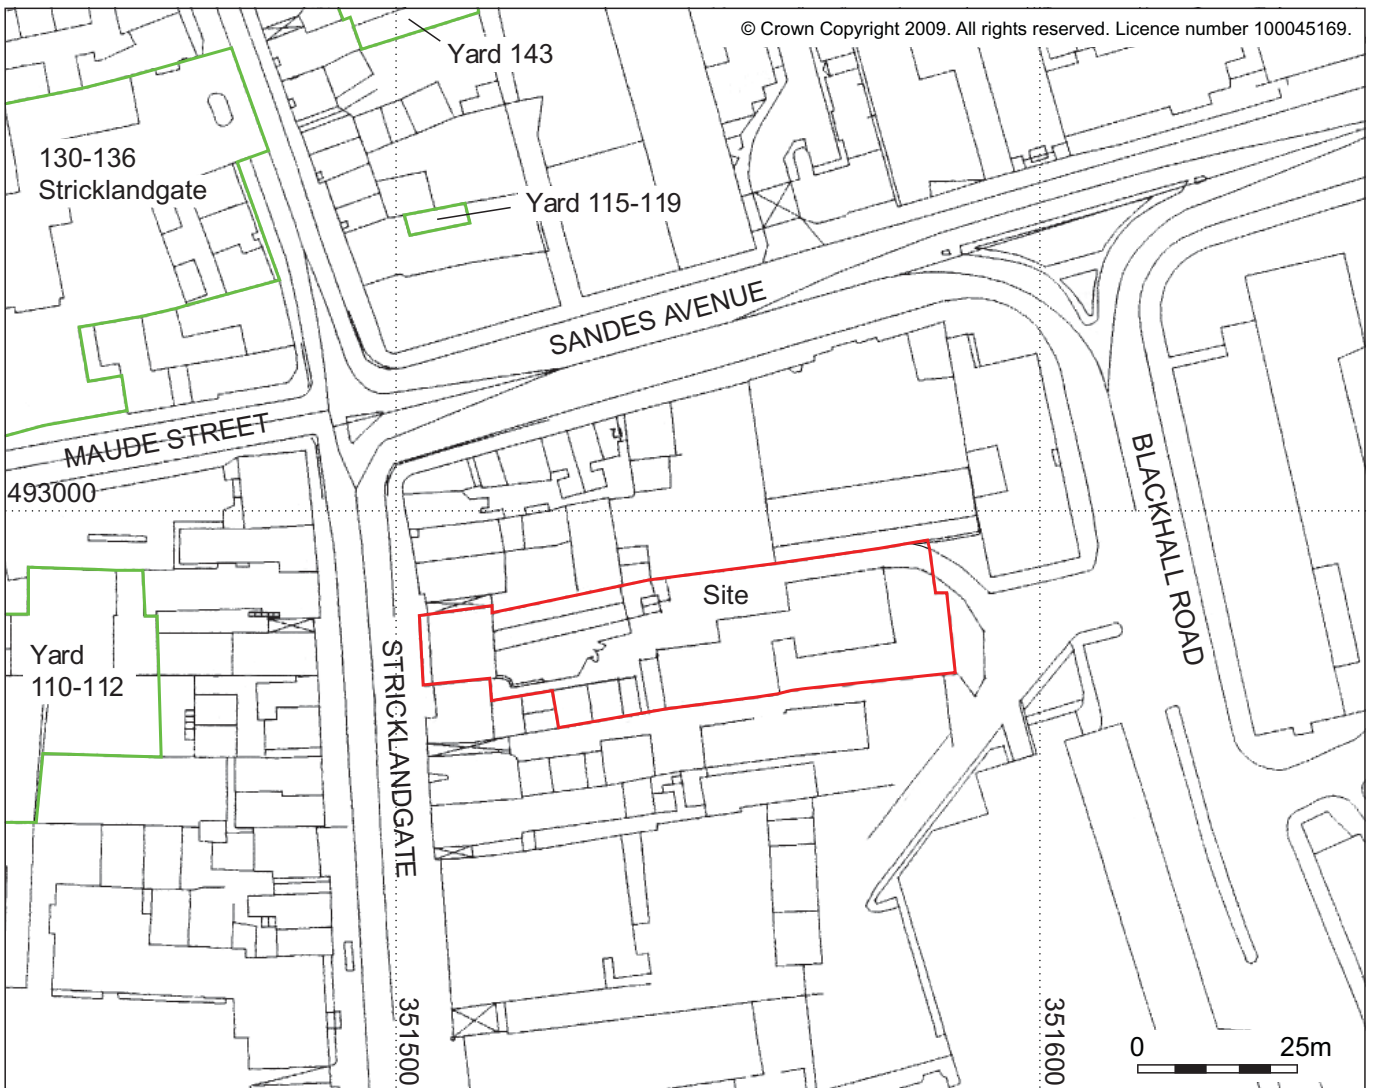 © Crown Copyright 2009. All rights reserved. Licence number 100045169.
Yard 143
130-136
Stricklandgate
Yard 115-119
SANDES AVENUE
MAUDE STREET
BLACKHALL ROAD
493000
Site
STRICKLANDGATE
Yard
110-112
351500
351600
0 25m